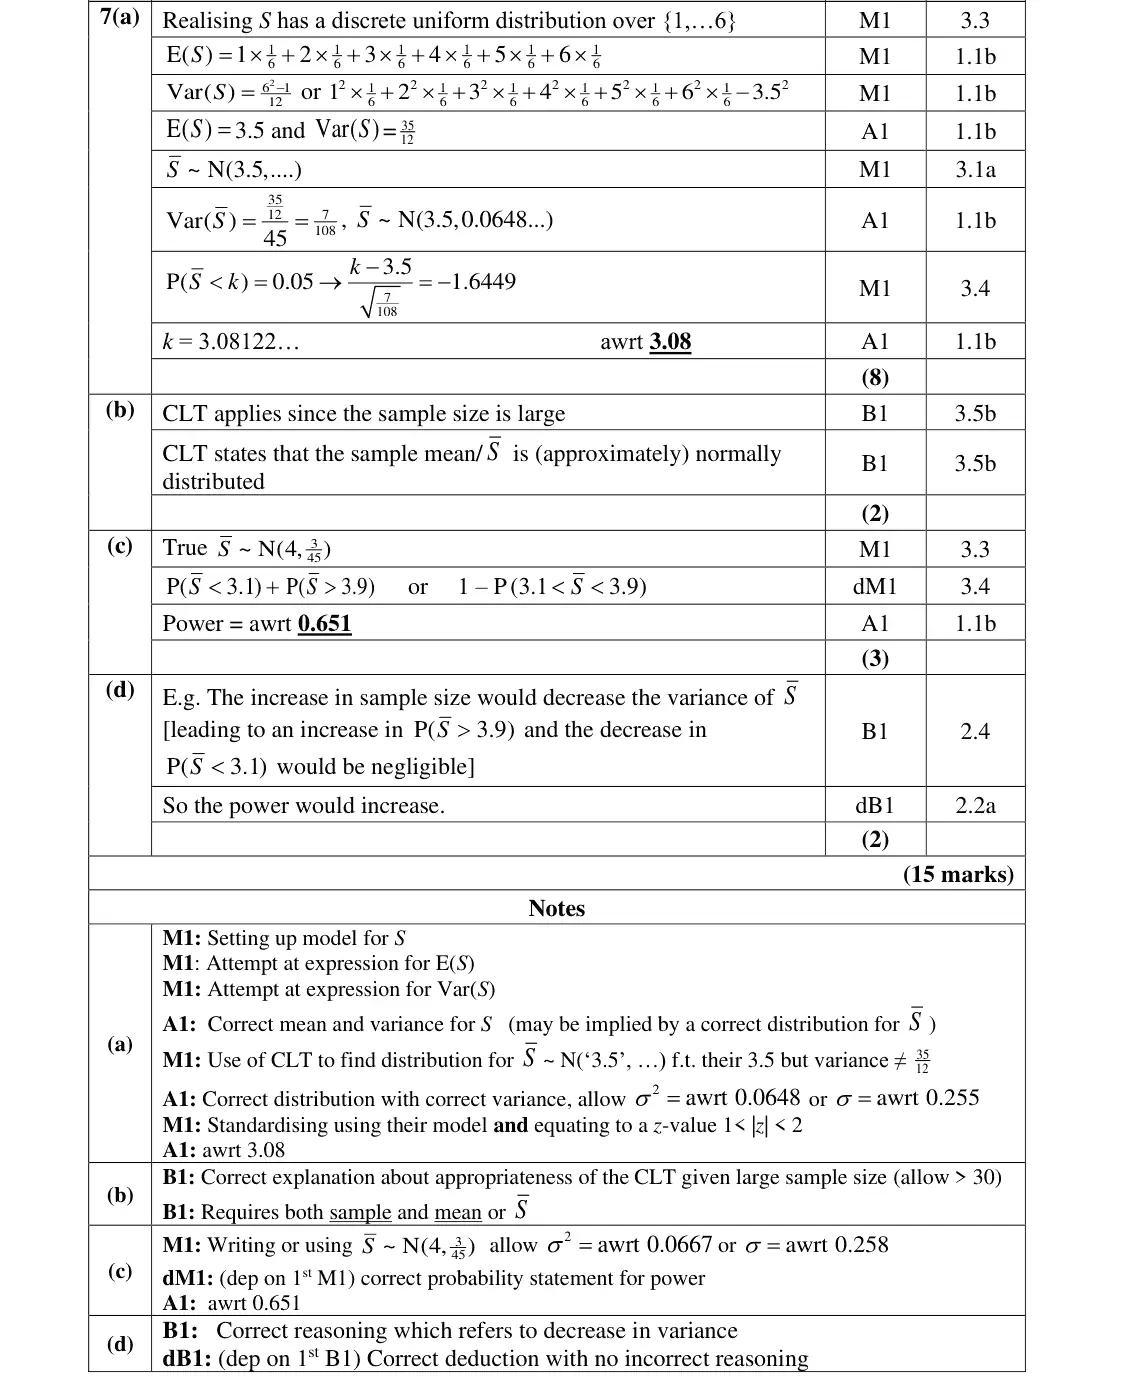 7(a) Realising S has a discrete uniform distribution over {1,…6} M1 3.3
E(S) = 1 × 1/6 + 2 × 1/6 + 3 × 1/6 + 4 × 1/6 + 5 × 1/6 + 6 × 1/6 M1 1.1b
Var(S) = (6² − 1)/12 or 1² × 1/6 + 2² × 1/6 + 3² × 1/6 + 4² × 1/6 + 5² × 1/6 + 6² × 1/6 − 3.5² M1 1.1b
E(S) = 3.5 and Var(S) = 35/12 A1 1.1b
S̅ ~ N(3.5,....) M1 3.1a
Var(S̅) = (35/12)/45 = 7/108, S̅ ~ N(3.5,0.0648...) A1 1.1b
P(S̅ < k) = 0.05 → (k − 3.5)/√(7/108) = −1.6449 M1 3.4
k = 3.08122… awrt 3.08 A1 1.1b
(8)
(b) CLT applies since the sample size is large B1 3.5b
CLT states that the sample mean/ S̅ is (approximately) normally
distributed B1 3.5b
(2)
(c) True S̅ ~ N(4, 3/45) M1 3.3
P(S̅ < 3.1) + P(S̅ > 3.9) or 1 – P (3.1 < S̅ < 3.9) dM1 3.4
Power = awrt 0.651 A1 1.1b
(3)
(d) E.g. The increase in sample size would decrease the variance of S̅
[leading to an increase in P(S̅ > 3.9) and the decrease in B1 2.4
P(S̅ < 3.1) would be negligible]
So the power would increase. dB1 2.2a
(2)
(15 marks)
Notes
(a) M1: Setting up model for S
M1: Attempt at expression for E(S)
M1: Attempt at expression for Var(S)
A1: Correct mean and variance for S (may be implied by a correct distribution for S̅ )
M1: Use of CLT to find distribution for S̅ ~ N(‘3.5’, …) f.t. their 3.5 but variance ≠ 35/12
A1: Correct distribution with correct variance, allow σ² = awrt 0.0648 or σ = awrt 0.255
M1: Standardising using their model and equating to a z-value 1< |z| < 2
A1: awrt 3.08
(b) B1: Correct explanation about appropriateness of the CLT given large sample size (allow > 30)
B1: Requires both sample and mean or S̅
(c) M1: Writing or using S̅ ~ N(4, 3/45) allow σ² = awrt 0.0667 or σ = awrt 0.258
dM1: (dep on 1st M1) correct probability statement for power
A1: awrt 0.651
(d) B1: Correct reasoning which refers to decrease in variance
dB1: (dep on 1st B1) Correct deduction with no incorrect reasoning